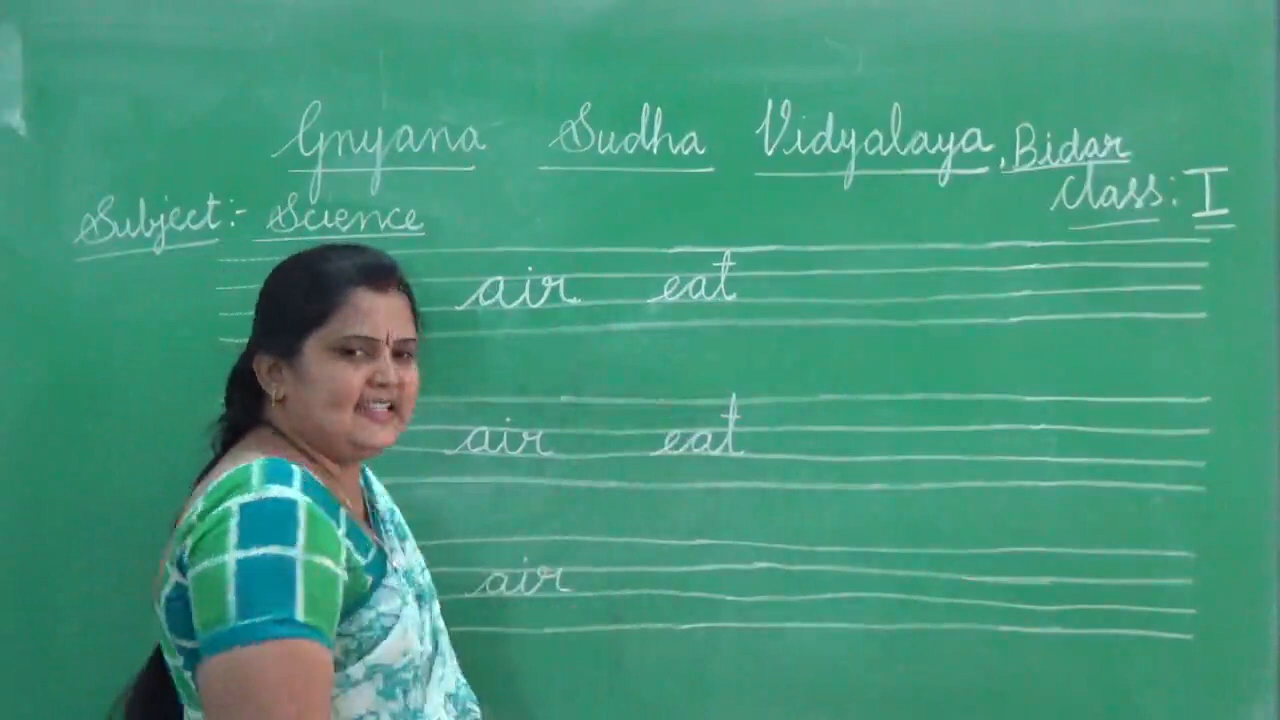 Gnyana Sudha Vidyalaya, Bidar
Class: I
Subject:- Science
air eat
air eat
air